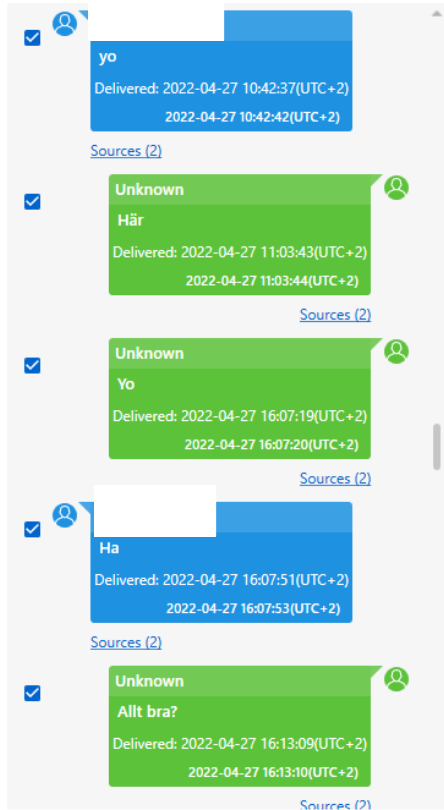 yo
Delivered: 2022-04-27 10:42:37(UTC+2)
2022-04-27 10:42:42(UTC+2)
Sources (2)
Unknown
Här
Delivered: 2022-04-27 11:03:43(UTC+2)
2022-04-27 11:03:44(UTC+2)
Sources (2)
Unknown
Yo
Delivered: 2022-04-27 16:07:19(UTC+2)
2022-04-27 16:07:20(UTC+2)
Sources (2)
Ha
Delivered: 2022-04-27 16:07:51(UTC+2)
2022-04-27 16:07:53(UTC+2)
Sources (2)
Unknown
Allt bra?
Delivered: 2022-04-27 16:13:09(UTC+2)
2022-04-27 16:13:10(UTC+2)
Sources (2)